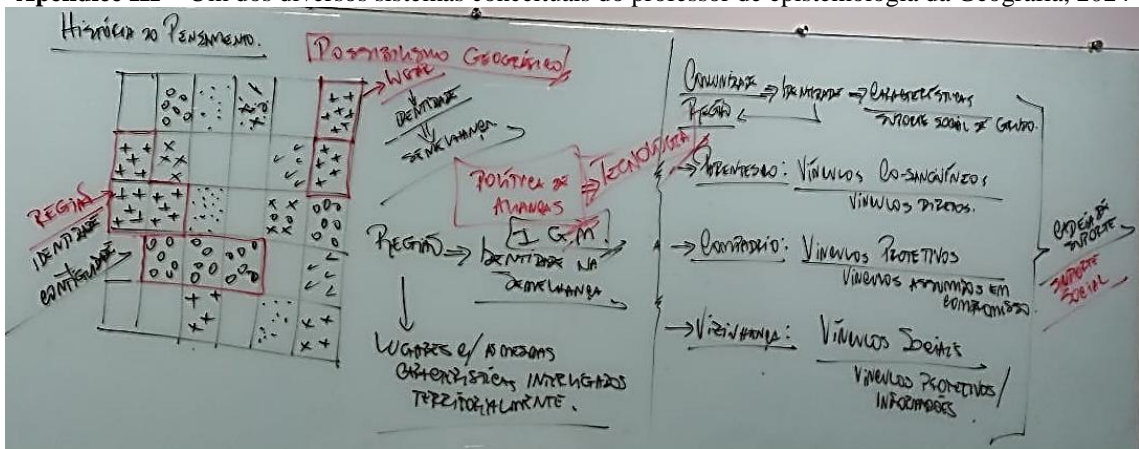 Apêndice III – Um dos diversos sistemas conceituais do professor de epistemologia da Geografia, 2024
HISTÓRIA DO PENSAMENTO.
POSSIBILISMO GEOGRÁFICO
IDENTIDADE
SEMELHANÇA
REGIÃO
IDENTIDADE
CONTIGUIDADE
POLÍTICA DE
ALIANÇAS
⇒ TECNOLOGIA
I G.M.
REGIÃO → IDENTIDADE NA
SEMELHANÇA
LUGARES C/ AS MESMAS
CARACTERÍSTICAS INTERLIGADOS
TERRITORIALMENTE.
COMUNIDADE ⇒ IDENTIDADE ⇒ CARACTERÍSTICAS
REGIÃO
SUPORTE SOCIAL DE GRUPO.
→ PARENTESCO: VÍNCULOS CO-SANGUÍNEOS
VÍNCULOS DIRETOS.
→ COMPADRIO: VÍNCULOS PROTETIVOS
VÍNCULOS ASSUMIDOS EM
COMPROMISSO.
→ VIZINHANÇA: VÍNCULOS SOCIAIS
VÍNCULOS PROTETIVOS/
INFORMAÇÕES
CADEIA DE
SUPORTE
SUPORTE
SOCIAL